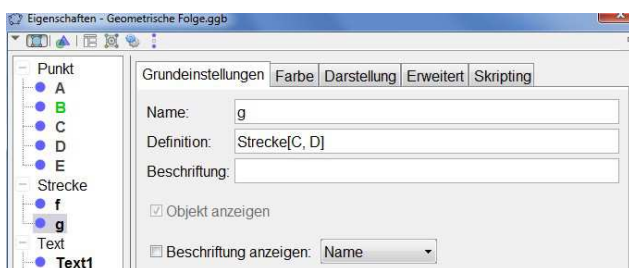 Eigenschaften - Geometrische Folge.ggb
Punkt
A
B
C
D
E
Strecke
f
g
Text
Text1
Grundeinstellungen Farbe Darstellung Erweitert Skripting
Name: g
Definition: Strecke[C, D]
Beschriftung:
Objekt anzeigen
Beschriftung anzeigen: Name